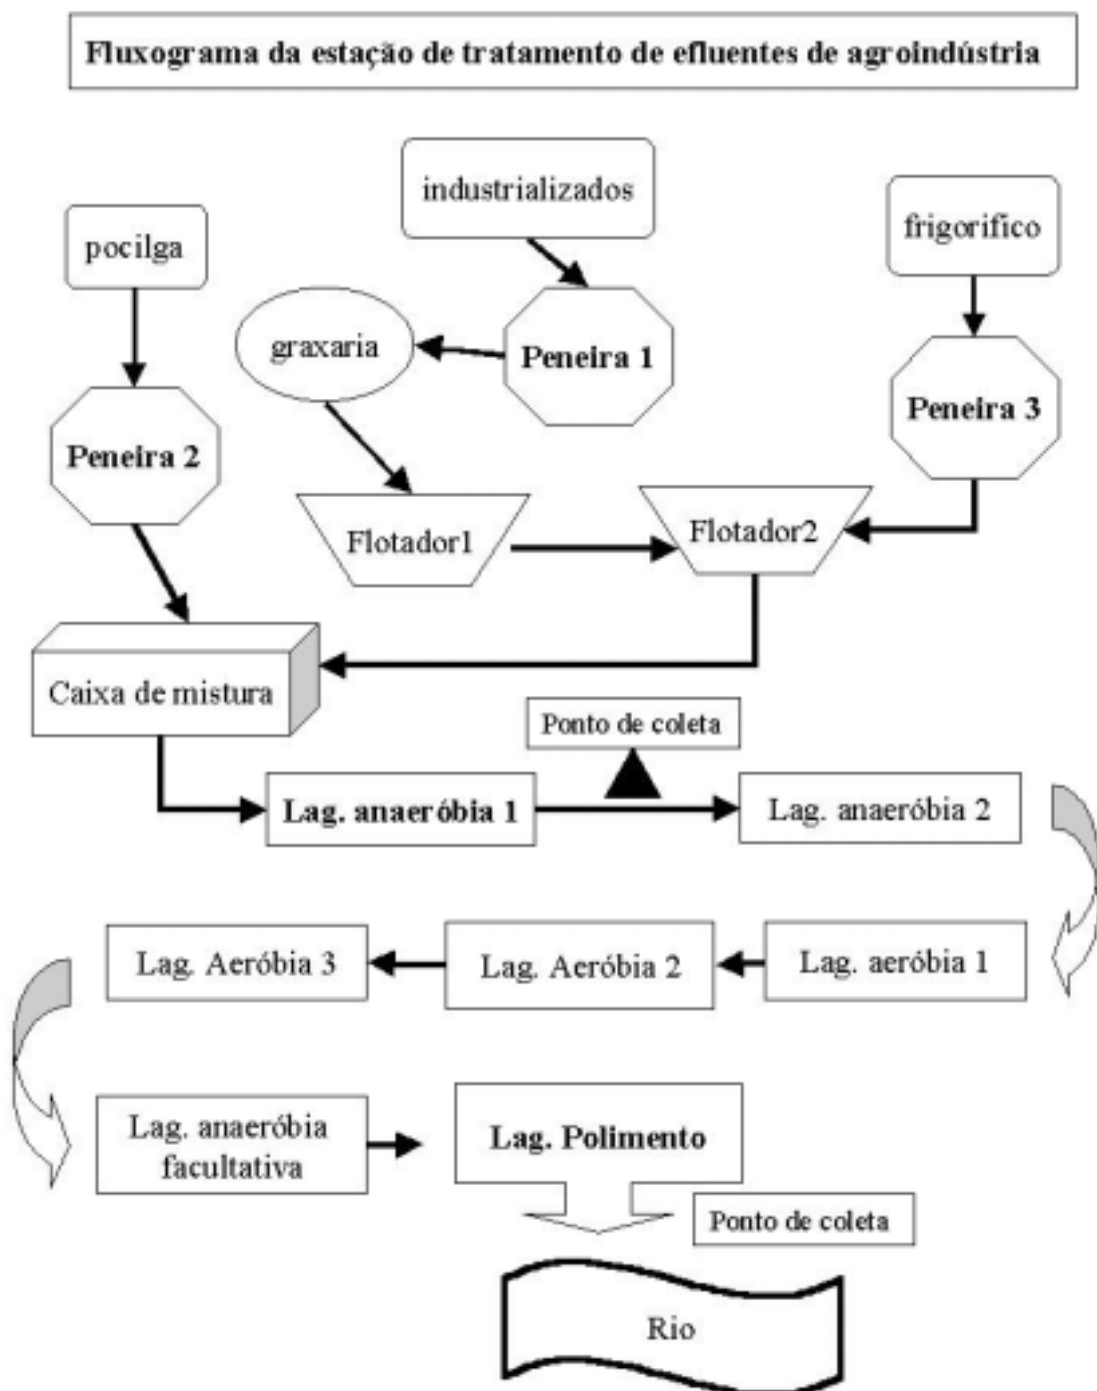 Fluxograma da estação de tratamento de efluentes de agroindústria
industrializados
pocilga
frigorifico
graxaria
Peneira 1
Peneira 3
Peneira 2
Flotador1
Flotador2
Caixa de mistura
Ponto de coleta
Lag. anaeróbia 1
Lag. anaeróbia 2
Lag. Aeróbia 3
Lag. Aeróbia 2
Lag. aeróbia 1
Lag. anaeróbia
facultativa
Lag. Polimento
Ponto de coleta
Rio